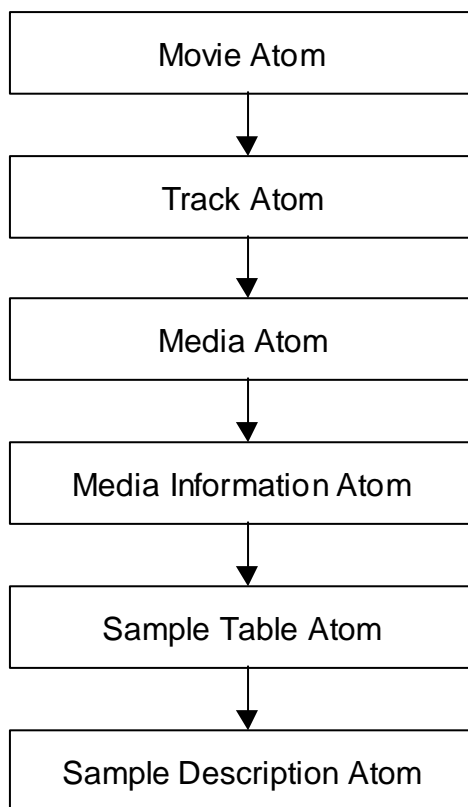 Movie Atom
Track Atom
Media Atom
Media Information Atom
Sample Table Atom
Sample Description Atom